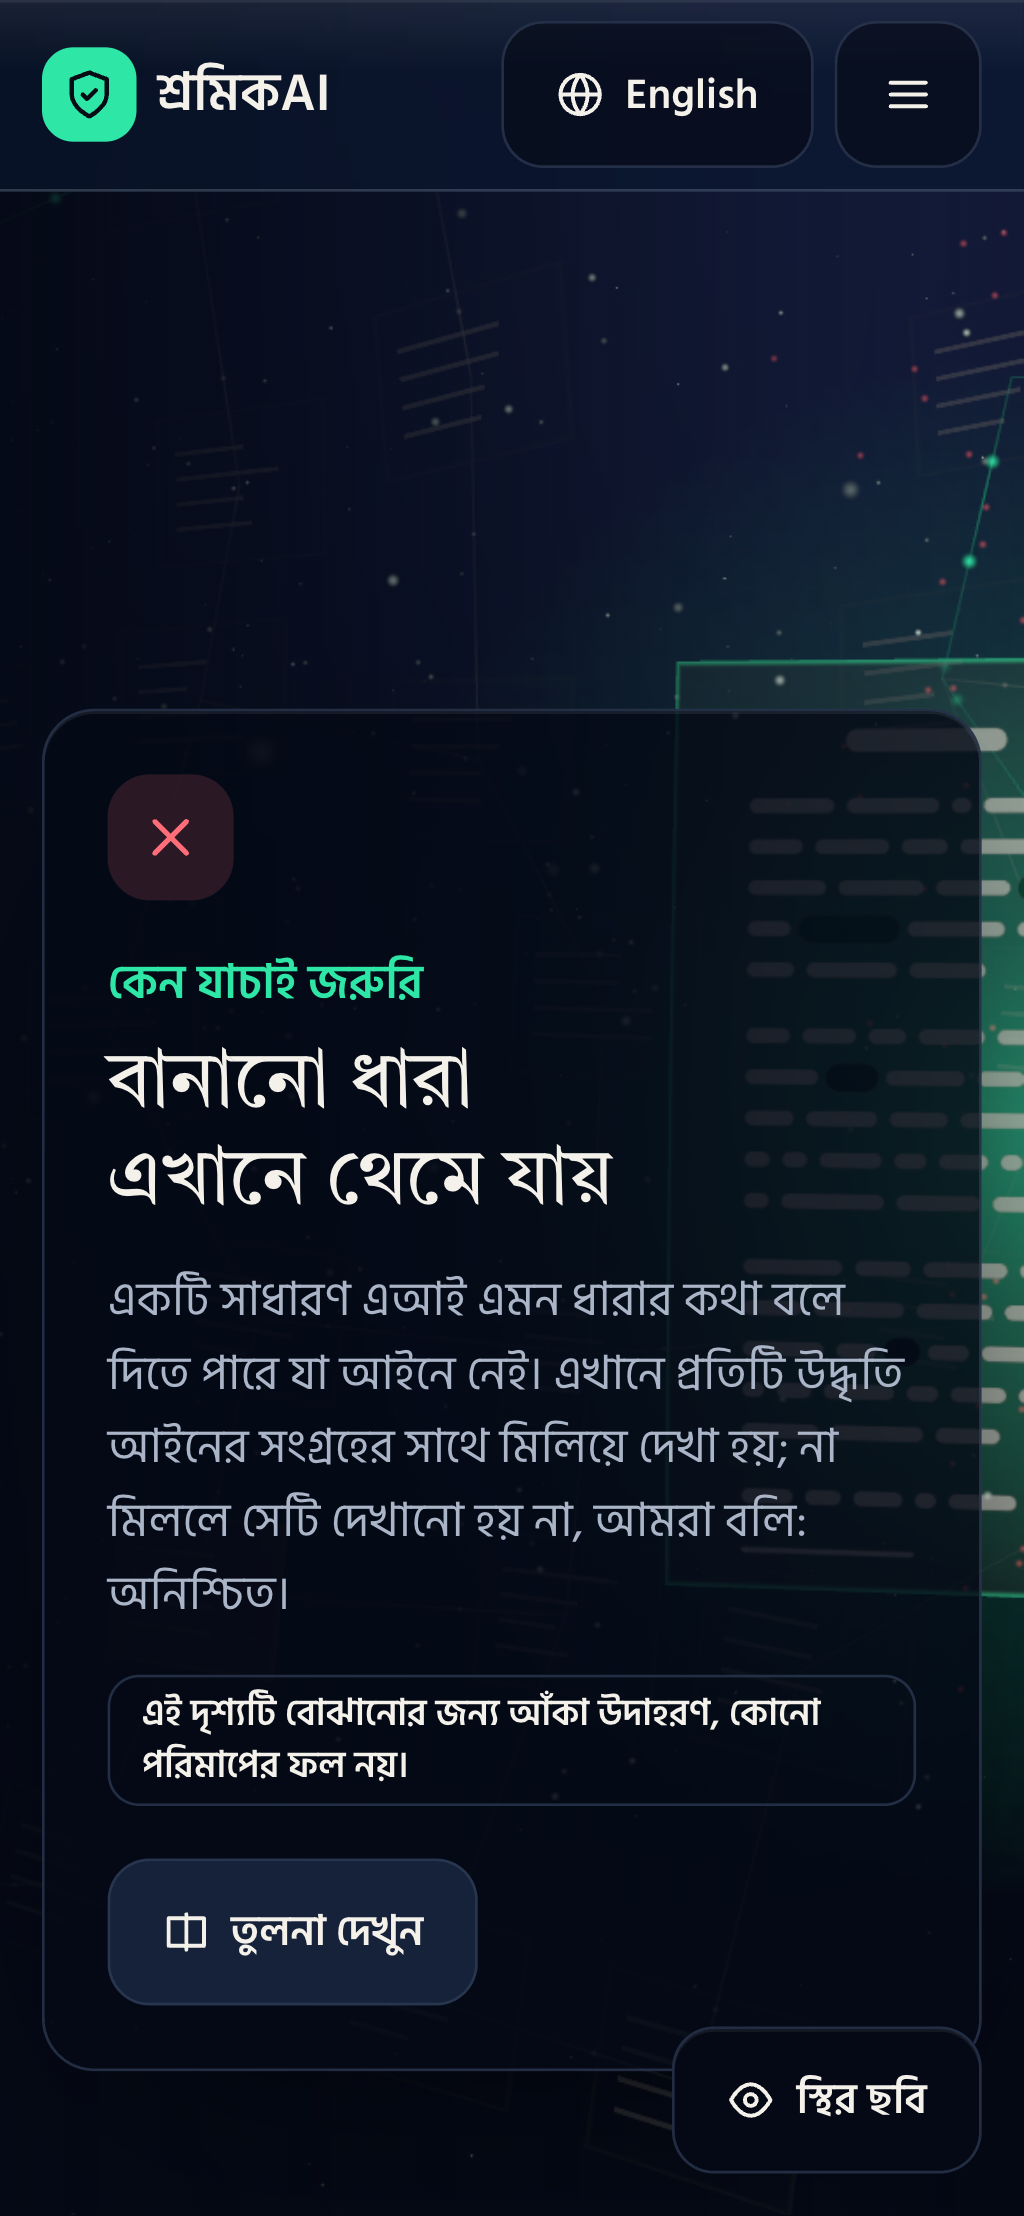 শ্রমিকAI
English
কেন যাচাই জরুরি
বানানো ধারা
এখানে থেমে যায়
একটি সাধারণ এআই এমন ধারার কথা বলে
দিতে পারে যা আইনে নেই। এখানে প্রতিটি উদ্ধৃতি
আইনের সংগ্রহের সাথে মিলিয়ে দেখা হয়; না
মিললে সেটি দেখানো হয় না, আমরা বলি:
অনিশ্চিত।
এই দৃশ্যটি বোঝানোর জন্য আঁকা উদাহরণ, কোনো
পরিমাপের ফল নয়।
তুলনা দেখুন
স্থির ছবি